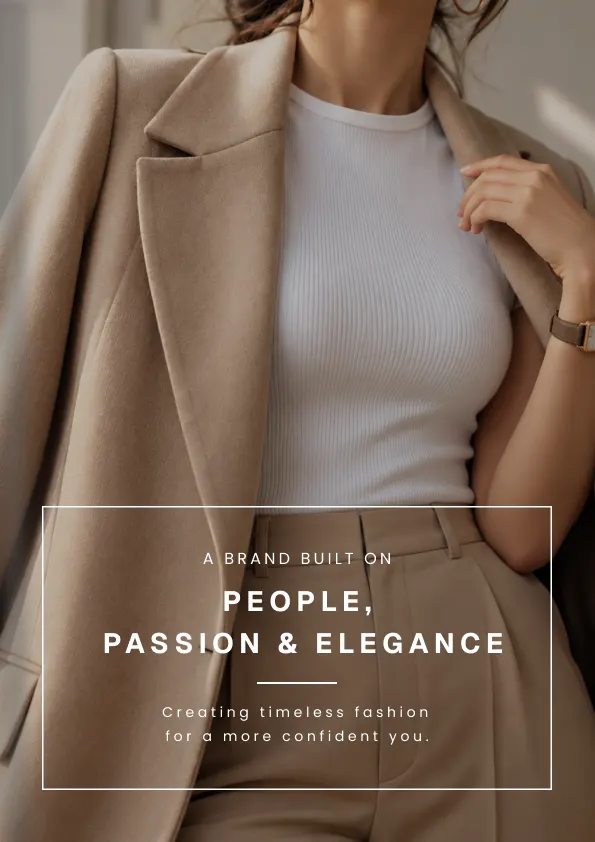 A BRAND BUILT ON
PEOPLE,
PASSION & ELEGANCE
Creating timeless fashion
for a more confident you.